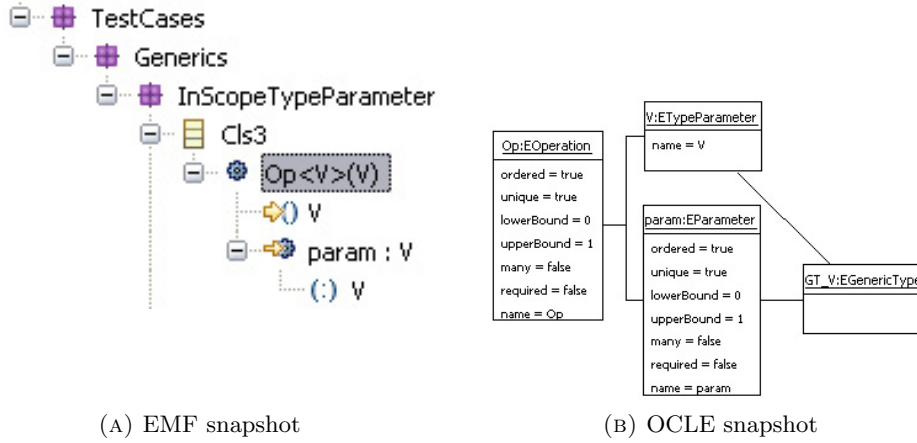 TestCases
Generics
InScopeTypeParameter
Cls3
Op<V>(V)
V
param : V
(:) V
Op:EOperation
ordered = true
unique = true
lowerBound = 0
upperBound = 1
many = false
required = false
name = Op
V:ETypeParameter
name = V
param:EParameter
ordered = true
unique = true
lowerBound = 0
upperBound = 1
many = false
required = false
name = param
GT_V:EGenericType
(A) EMF snapshot
(B) OCLE snapshot